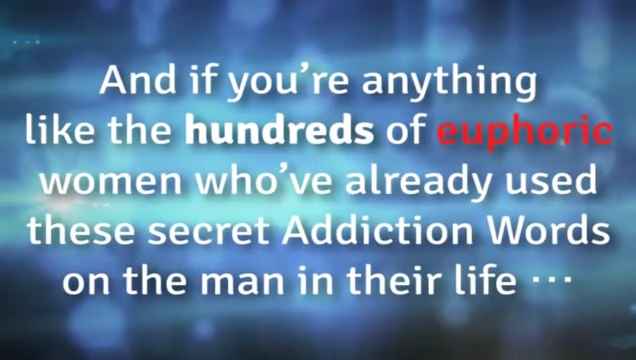 And if you're anything
like the hundreds of euphoric
women who've already used
these secret Addiction Words
on the man in their life ···